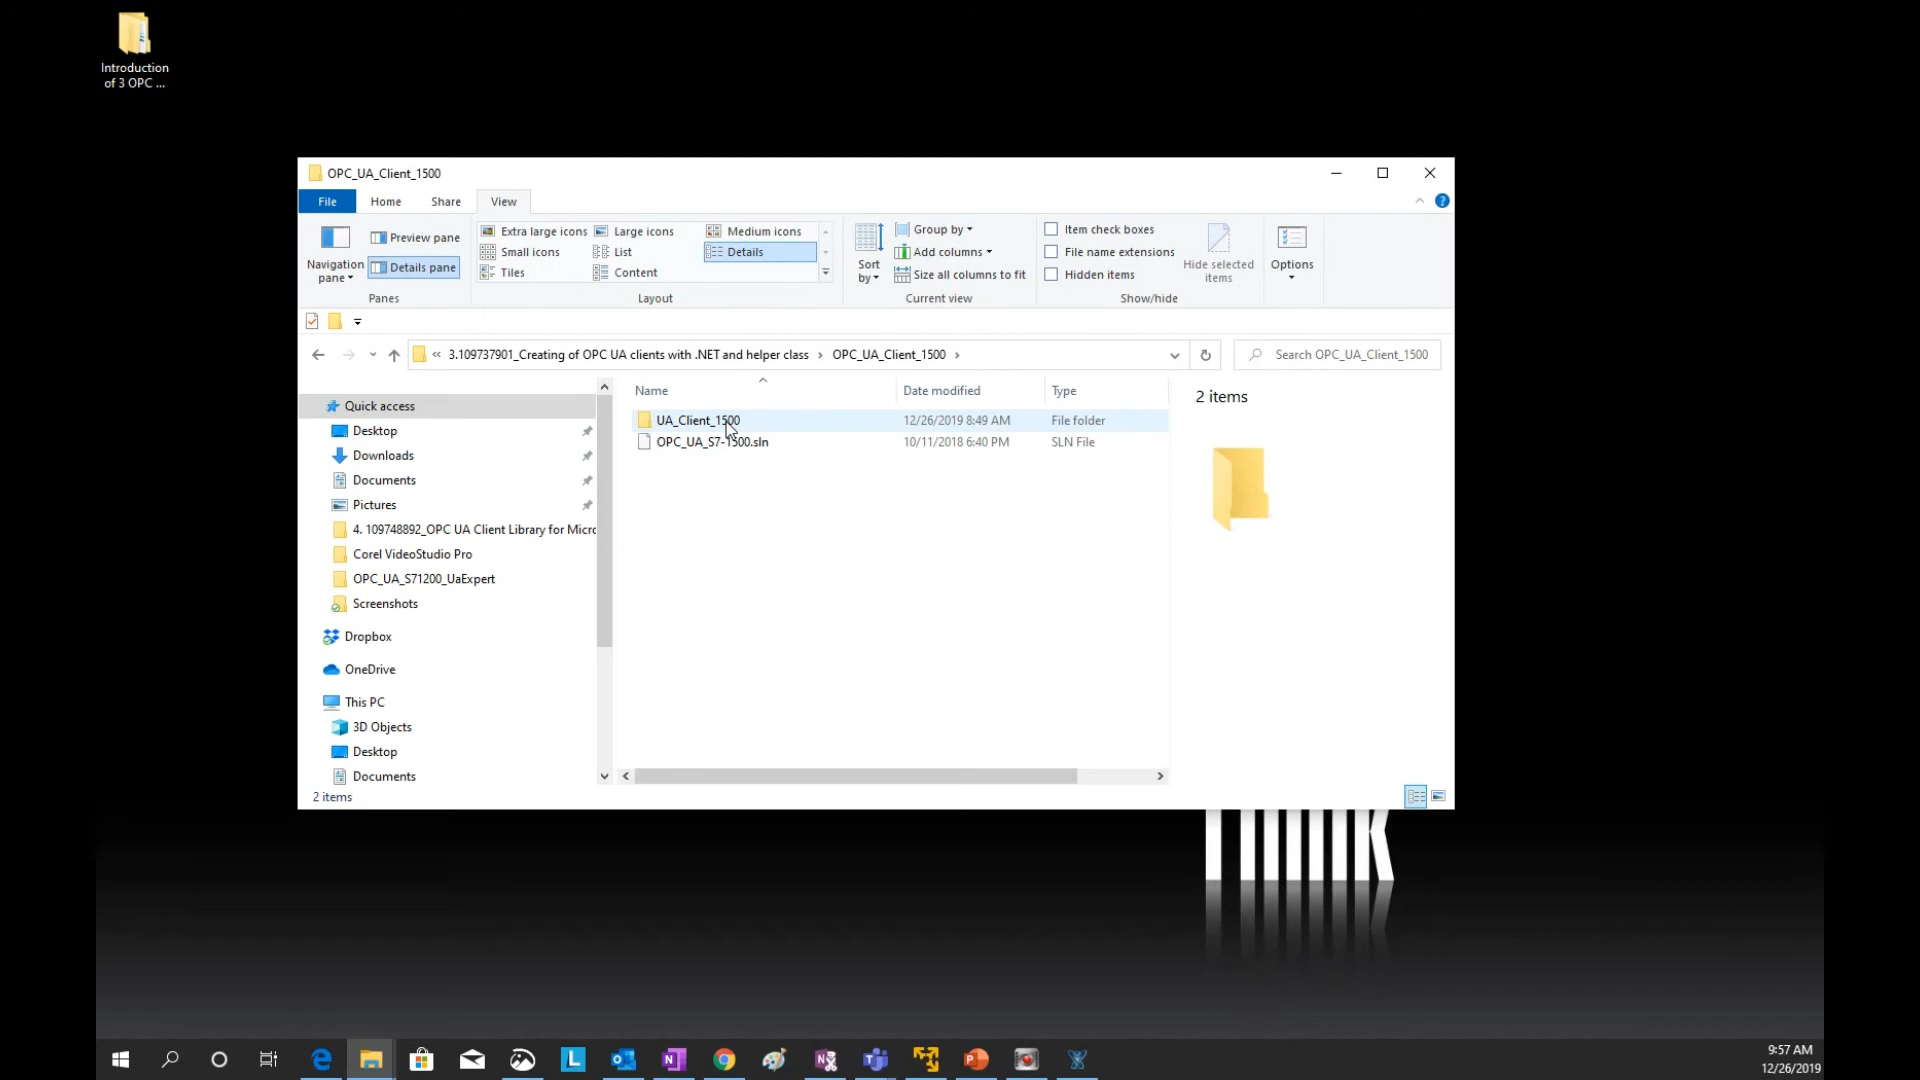 Introduction
of 3 OPC ...
OPC_UA_Client_1500
File Home Share View
Navigation
pane
Preview pane
Details pane
Panes
Extra large icons Large icons Medium icons
Small icons List Details
Tiles Content
Layout
Sort
by
Group by
Add columns
Size all columns to fit
Current view
Item check boxes
File name extensions
Hidden items
Hide selected
items
Show/hide
Options
« 3.109737901_Creating of OPC UA clients with .NET and helper class › OPC_UA_Client_1500 ›
Search OPC_UA_Client_1500
Quick access
Desktop
Downloads
Documents
Pictures
4. 109748892_OPC UA Client Library for Micro
Corel VideoStudio Pro
OPC_UA_S71200_UaExpert
Screenshots
Dropbox
OneDrive
This PC
3D Objects
Desktop
Documents
Name Date modified Type
UA_Client_1500 12/26/2019 8:49 AM File folder
OPC_UA_S7-1500.sln 10/11/2018 6:40 PM SLN File
2 items
2 items
9:57 AM
12/26/2019